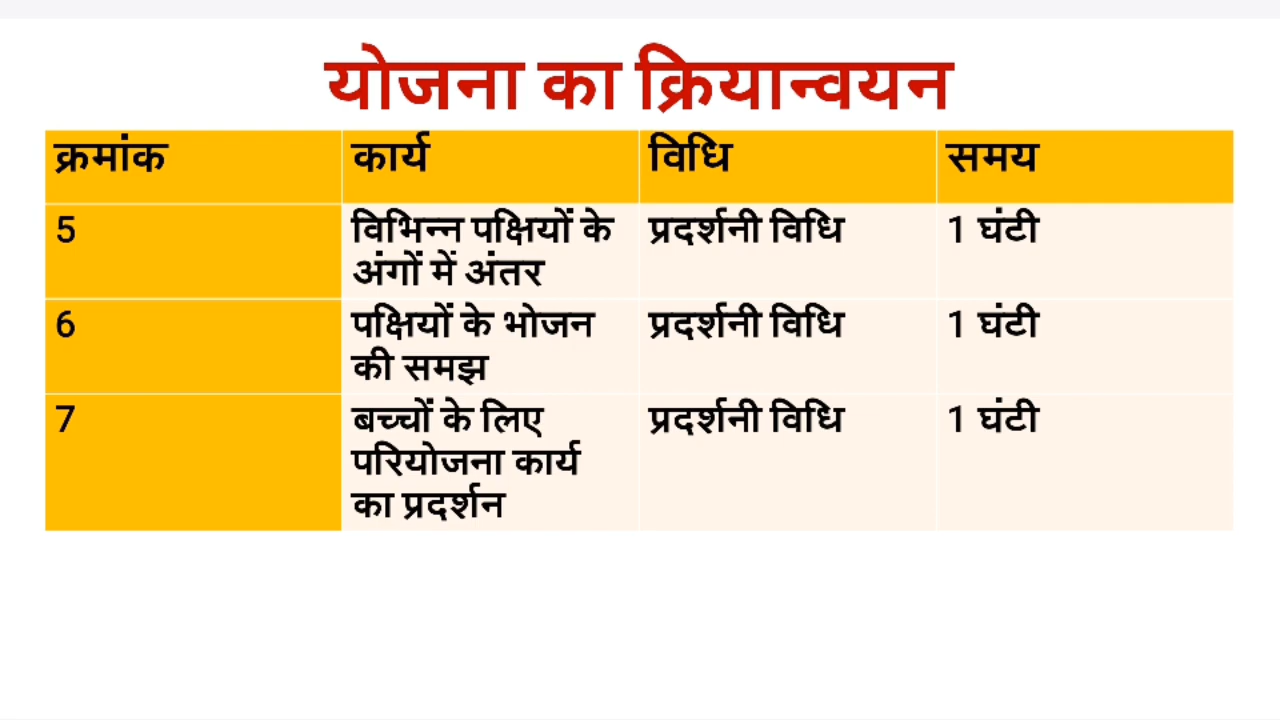 योजना का क्रियान्वयन
क्रमांक कार्य विधि समय
5 विभिन्न पक्षियों के प्रदर्शनी विधि 1 घंटी
अंगों में अंतर
6 पक्षियों के भोजन प्रदर्शनी विधि 1 घंटी
की समझ
7 बच्चों के लिए प्रदर्शनी विधि 1 घंटी
परियोजना कार्य
का प्रदर्शन